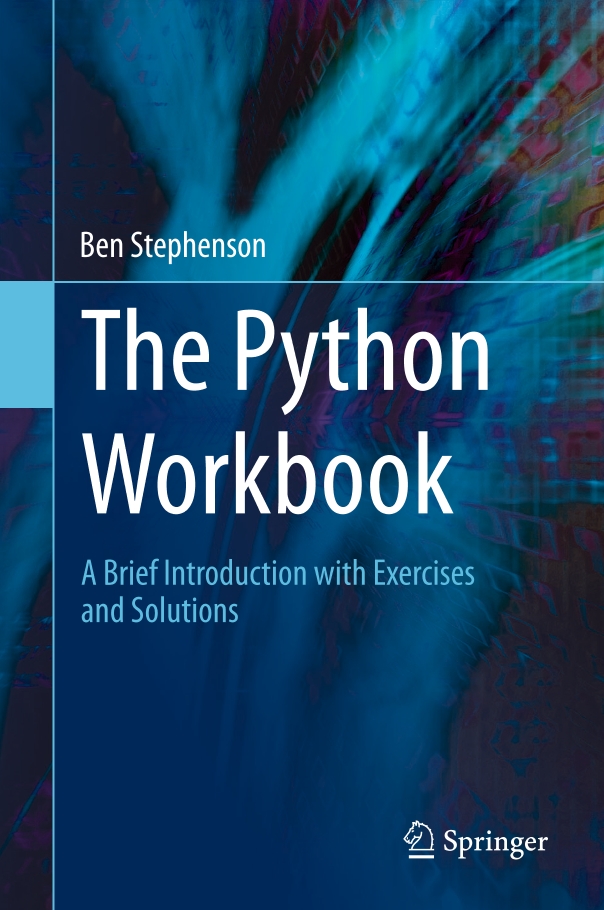 Ben Stephenson
The Python
Workbook
A Brief Introduction with Exercises
and Solutions
Springer